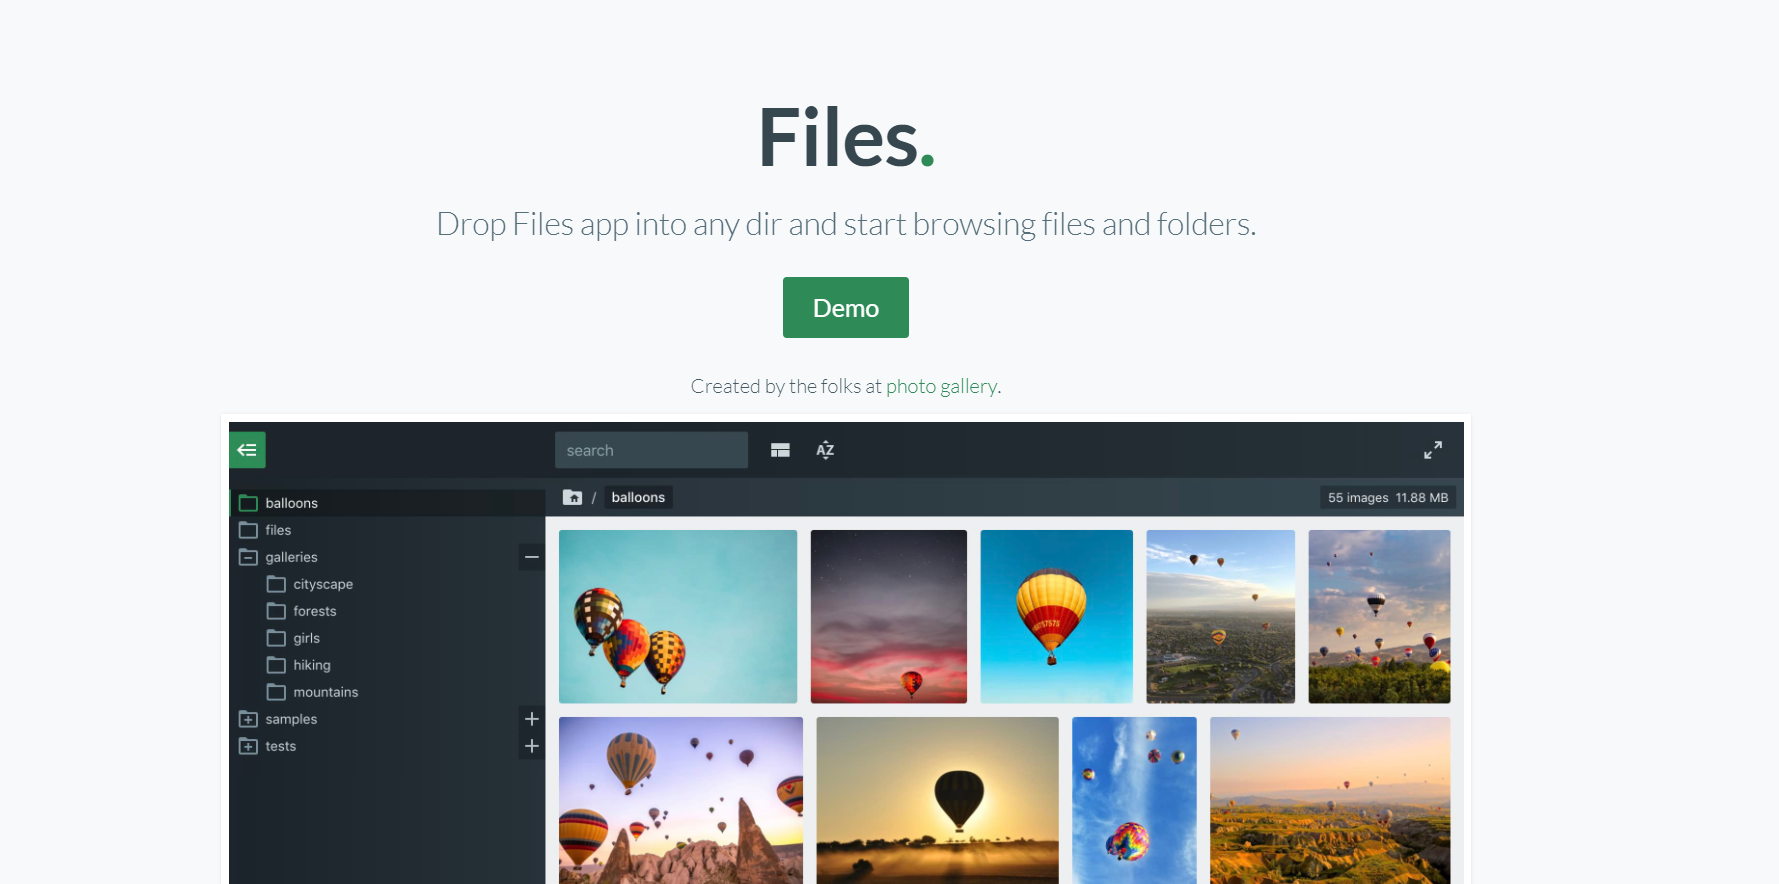 Files.
Drop Files app into any dir and start browsing files and folders.
Demo
Created by the folks at photo gallery.
search
AZ
balloons
files
galleries
cityscape
forests
girls
hiking
mountains
samples
tests
/ balloons
55 images 11.88 MB